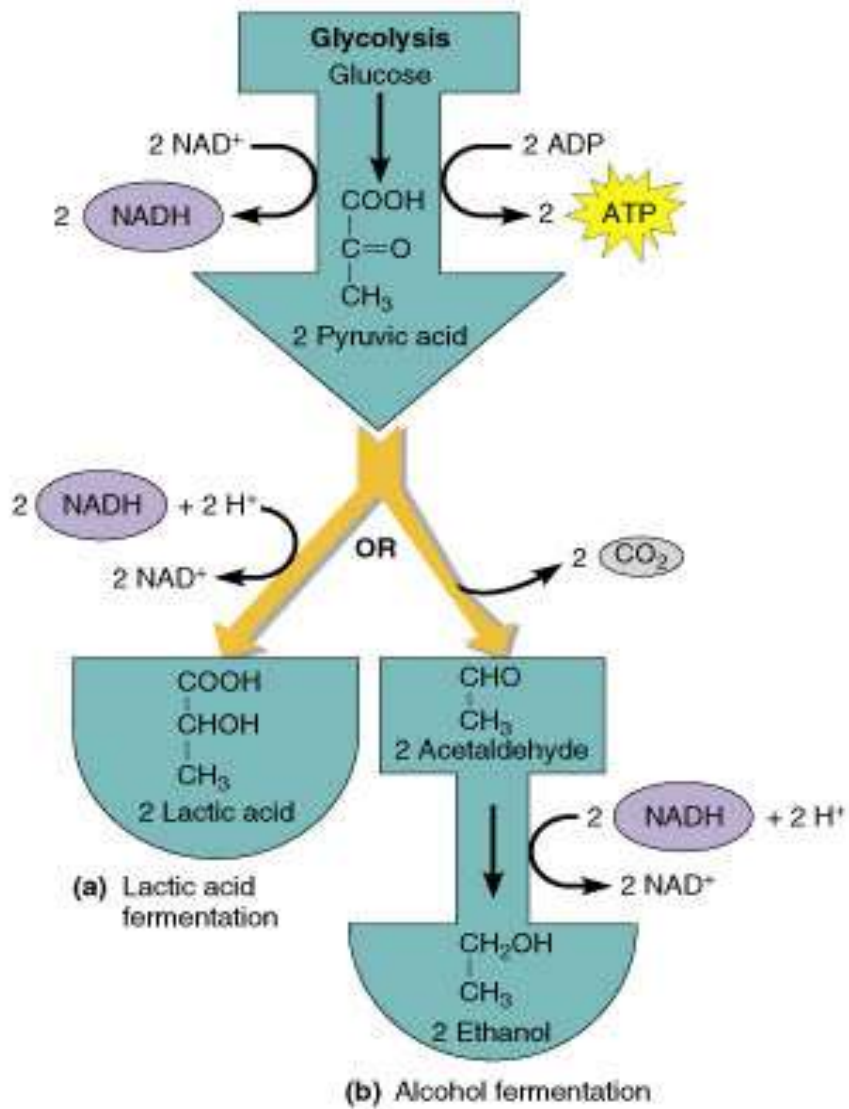 Glycolysis
Glucose
2 NAD⁺
2 ADP
2 NADH
2 ATP
COOH
C=O
CH₃
2 Pyruvic acid
2 NADH + 2 H⁺
2 NAD⁺
OR
2 CO₂
COOH
CHOH
CH₃
2 Lactic acid
(a) Lactic acid
fermentation
CHO
CH₃
2 Acetaldehyde
2 NADH + 2 H⁺
2 NAD⁺
CH₂OH
CH₃
2 Ethanol
(b) Alcohol fermentation